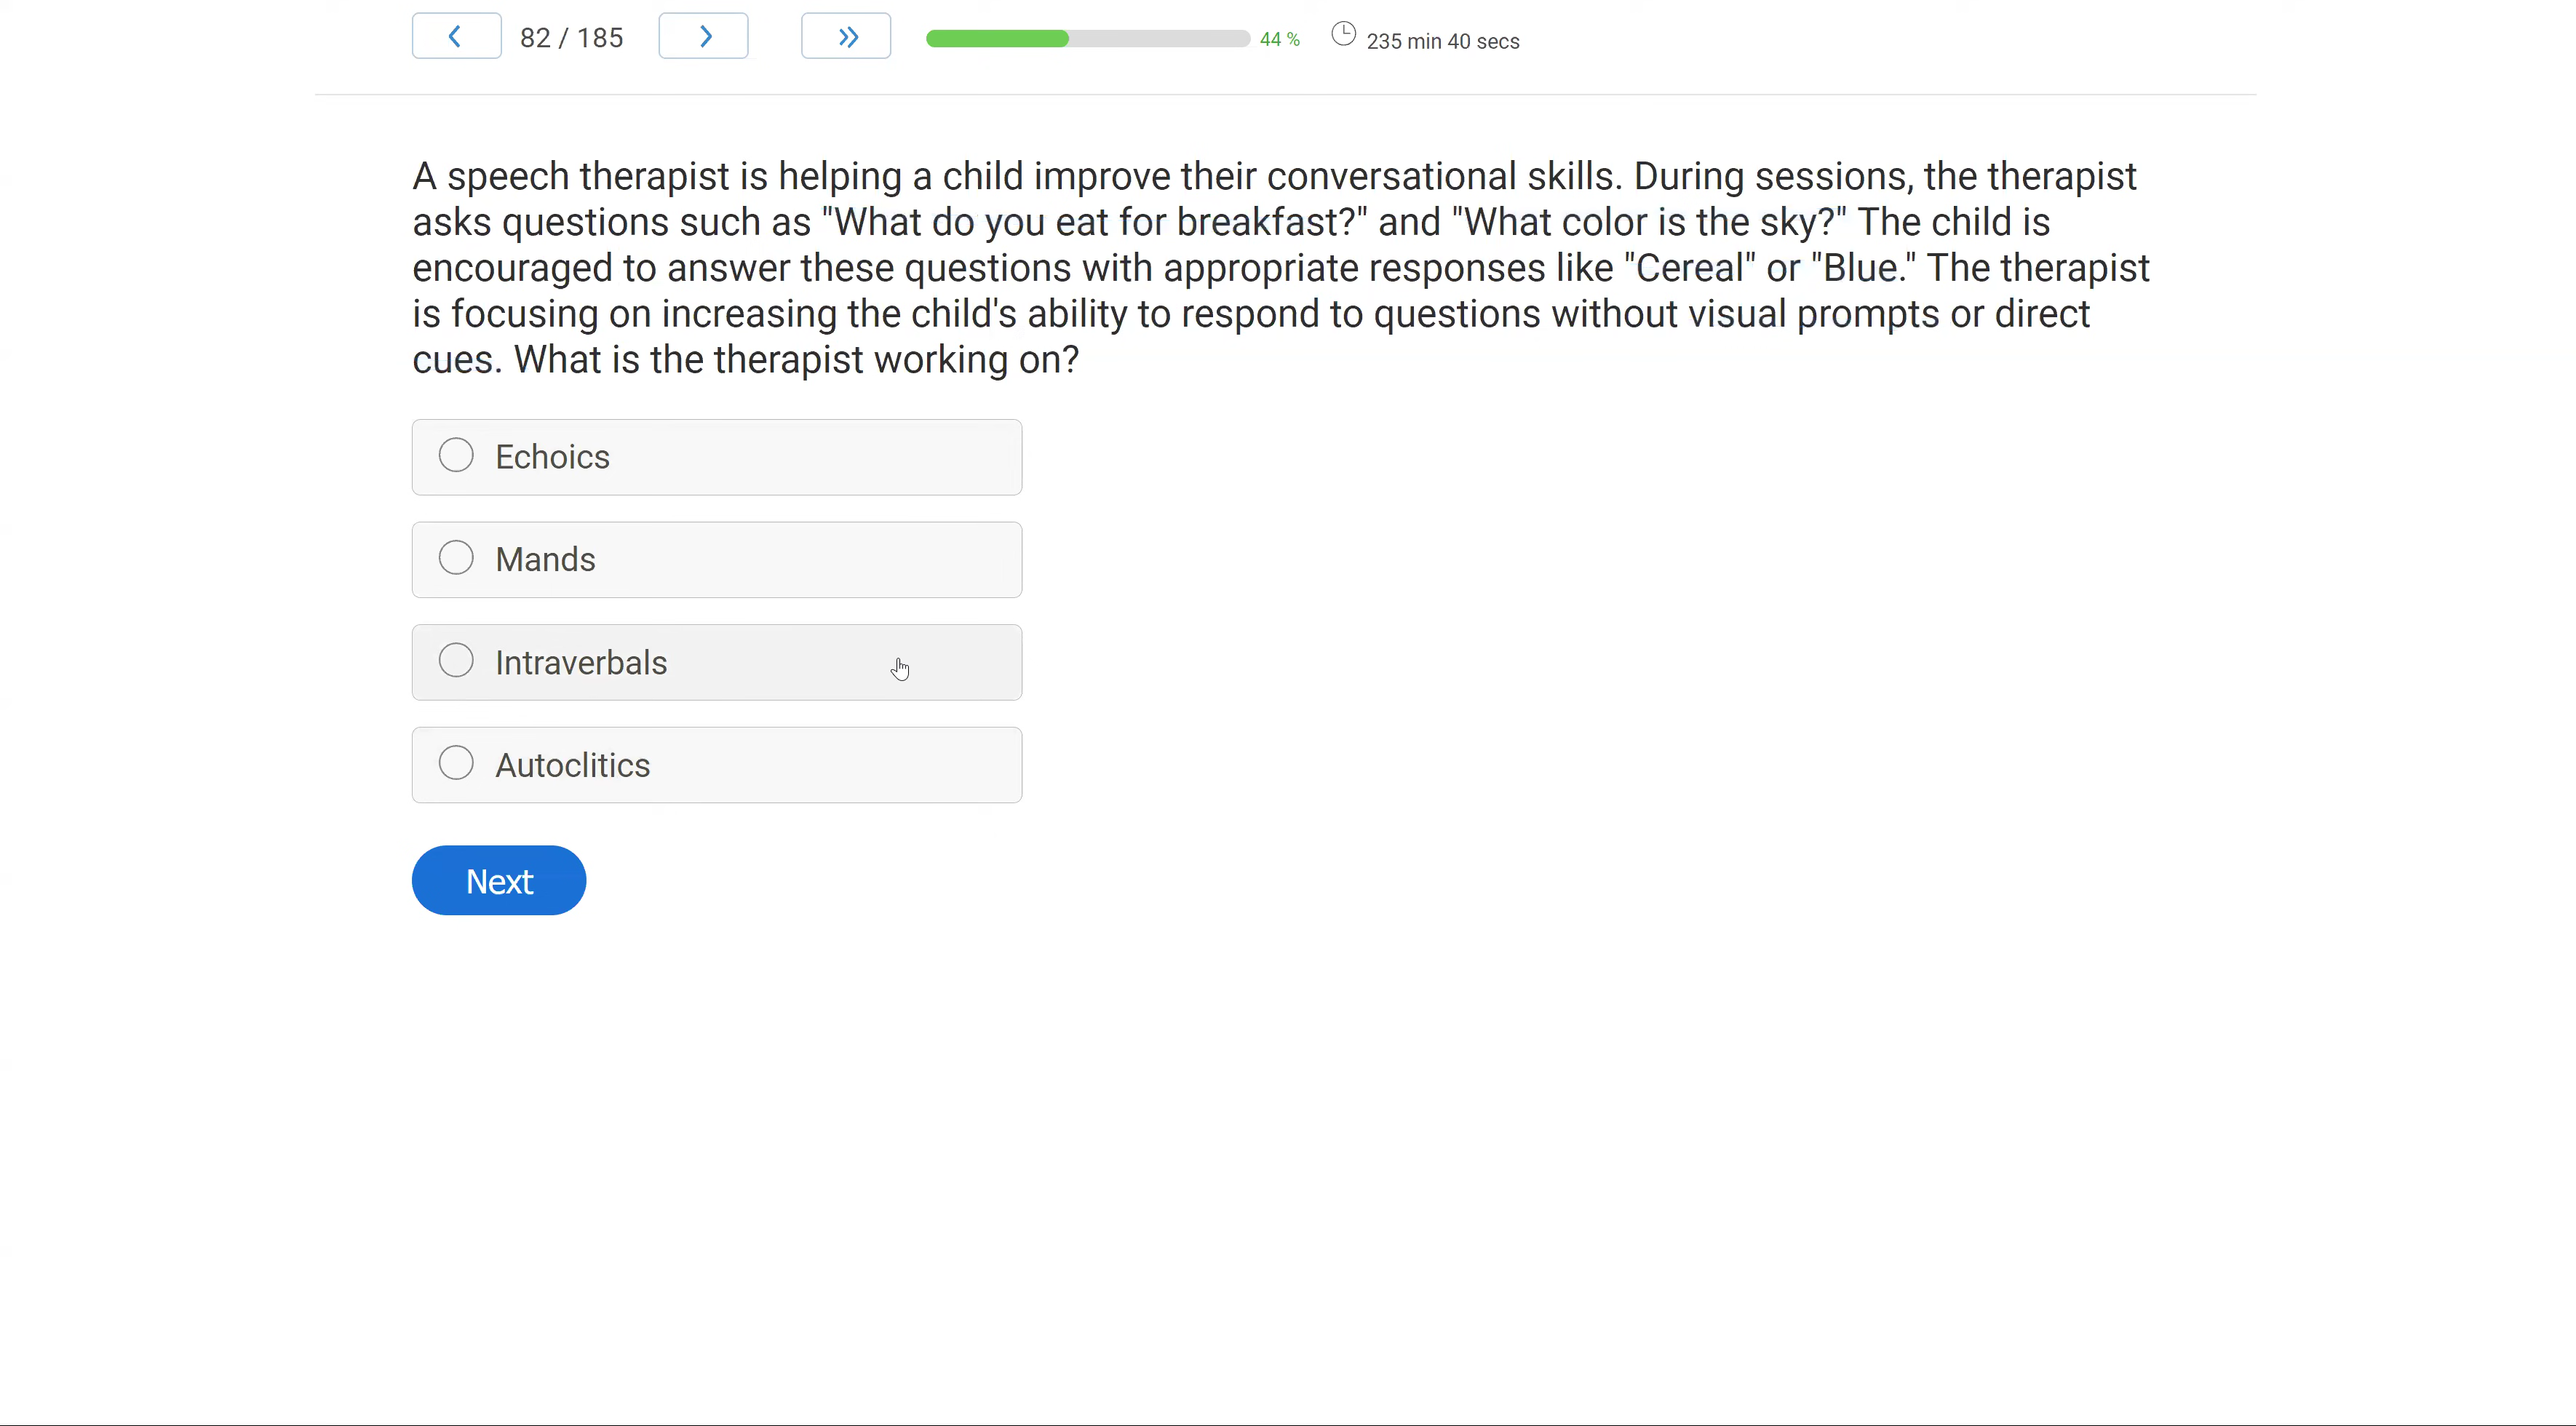 82 / 185
44 %
235 min 40 secs
A speech therapist is helping a child improve their conversational skills. During sessions, the therapist
asks questions such as "What do you eat for breakfast?" and "What color is the sky?" The child is
encouraged to answer these questions with appropriate responses like "Cereal" or "Blue." The therapist
is focusing on increasing the child's ability to respond to questions without visual prompts or direct
cues. What is the therapist working on?
Echoics
Mands
Intraverbals
Autoclitics
Next